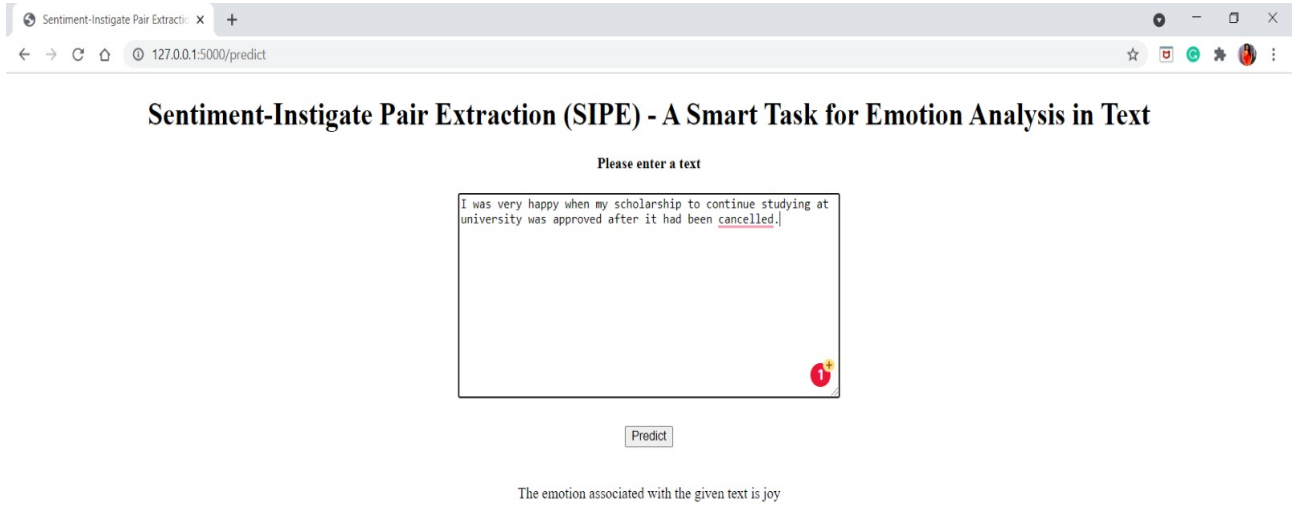 Sentiment-Instigate Pair Extractio
127.0.0.1:5000/predict
Sentiment-Instigate Pair Extraction (SIPE) - A Smart Task for Emotion Analysis in Text
Please enter a text
I was very happy when my scholarship to continue studying at
university was approved after it had been cancelled.
1
Predict
The emotion associated with the given text is joy